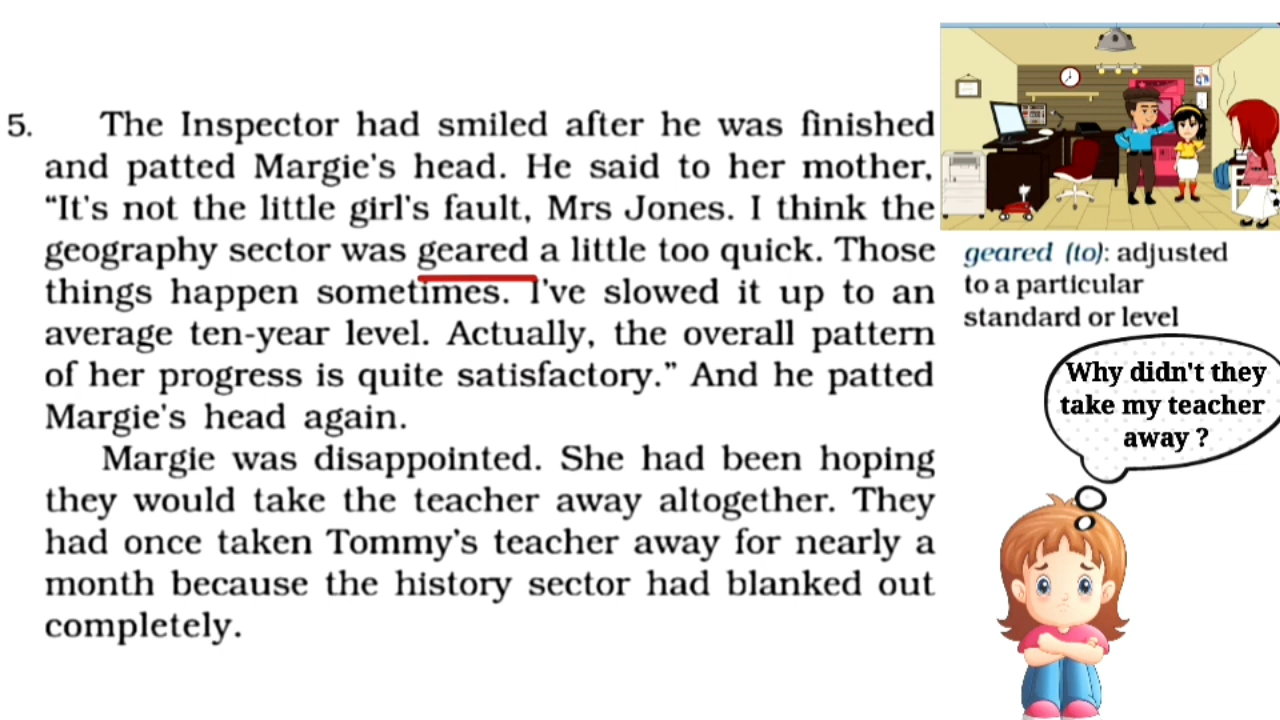 5. The Inspector had smiled after he was finished
and patted Margie's head. He said to her mother,
“It's not the little girl's fault, Mrs Jones. I think the
geography sector was geared a little too quick. Those
things happen sometimes. I've slowed it up to an
average ten-year level. Actually, the overall pattern
of her progress is quite satisfactory.” And he patted
Margie's head again.
Margie was disappointed. She had been hoping
they would take the teacher away altogether. They
had once taken Tommy's teacher away for nearly a
month because the history sector had blanked out
completely.
geared (to): adjusted
to a particular
standard or level
Why didn't they
take my teacher
away ?